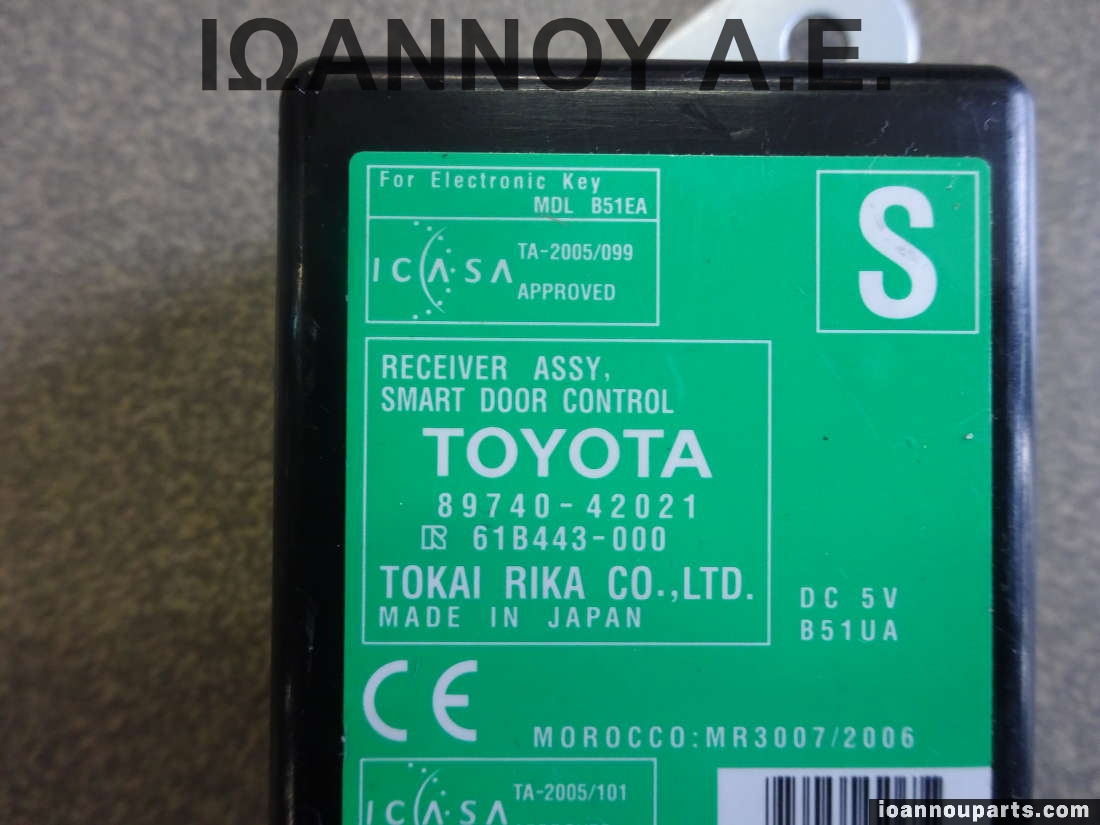 ΙΩΑΝΝΟΥ Α.Ε.
For Electronic Key
MDL B51EA
ICASA
TA-2005/099
APPROVED
S
RECEIVER ASSY,
SMART DOOR CONTROL
TOYOTA
89740-42021
R 61B443-000
TOKAI RIKA CO.,LTD.
MADE IN JAPAN
DC 5V
B51UA
CE
MOROCCO:MR3007/2006
ICASA
TA-2005/101
ioannouparts.com